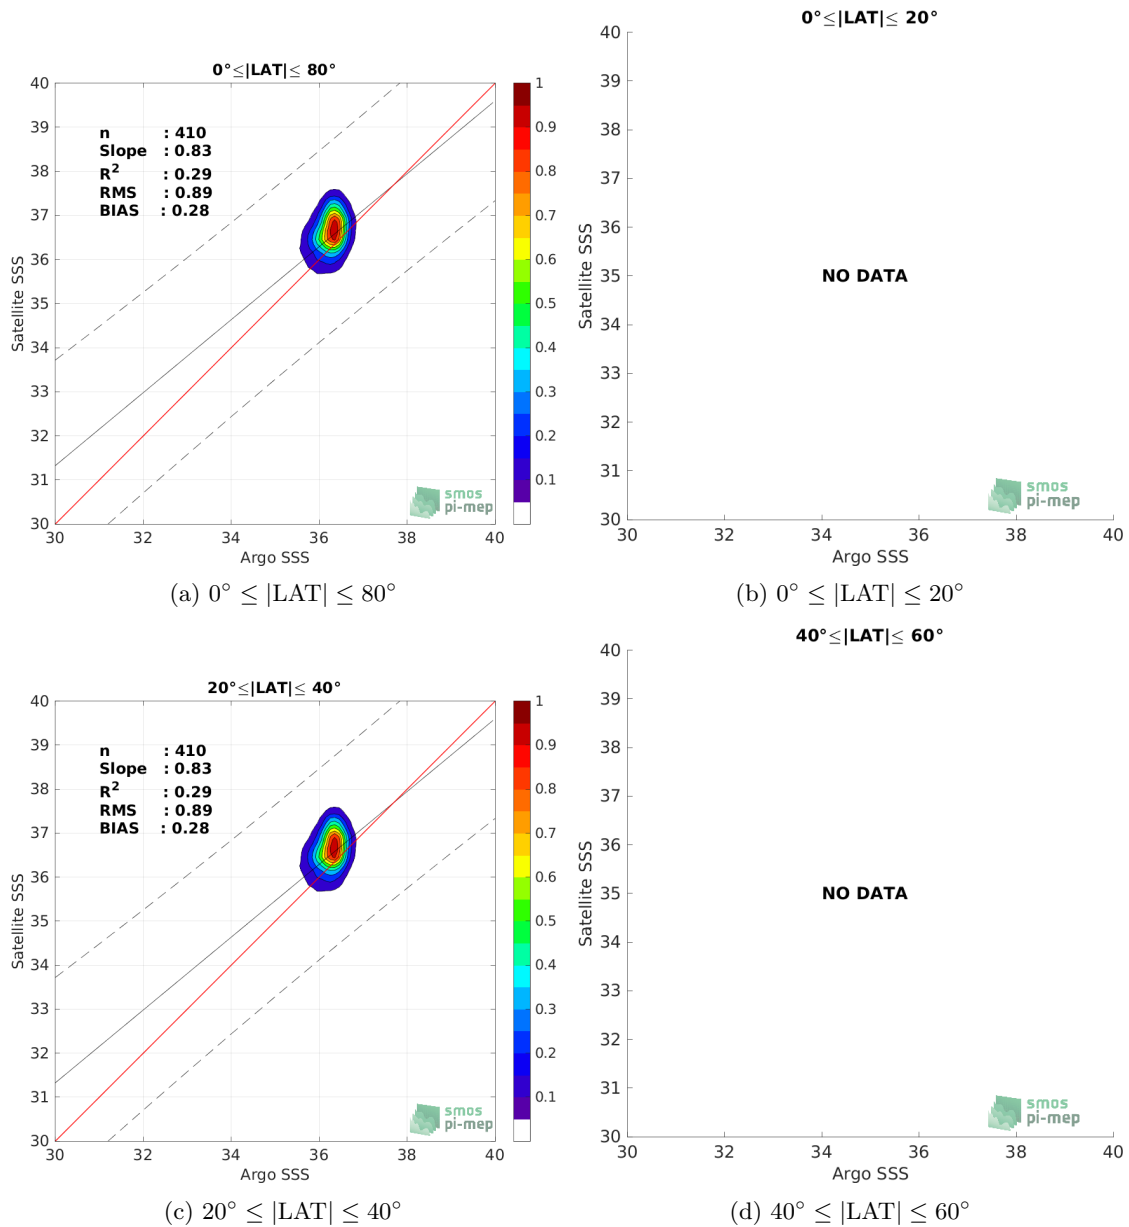 0°≤|LAT|≤ 80°
40
39
38
37
36
35
34
33
32
31
30
Satellite SSS
n : 410
Slope : 0.83
R² : 0.29
RMS : 0.89
BIAS : 0.28
smos
pi-mep
30 32 34 36 38 40
Argo SSS
1
0.9
0.8
0.7
0.6
0.5
0.4
0.3
0.2
0.1
(a) 0° ≤ |LAT| ≤ 80°
0°≤|LAT|≤ 20°
40
39
38
37
36
35
34
33
32
31
30
Satellite SSS
NO DATA
smos
pi-mep
30 32 34 36 38 40
Argo SSS
(b) 0° ≤ |LAT| ≤ 20°
20°≤|LAT|≤ 40°
40
39
38
37
36
35
34
33
32
31
30
Satellite SSS
n : 410
Slope : 0.83
R² : 0.29
RMS : 0.89
BIAS : 0.28
smos
pi-mep
30 32 34 36 38 40
Argo SSS
1
0.9
0.8
0.7
0.6
0.5
0.4
0.3
0.2
0.1
(c) 20° ≤ |LAT| ≤ 40°
40°≤|LAT|≤ 60°
40
39
38
37
36
35
34
33
32
31
30
Satellite SSS
NO DATA
smos
pi-mep
30 32 34 36 38 40
Argo SSS
(d) 40° ≤ |LAT| ≤ 60°